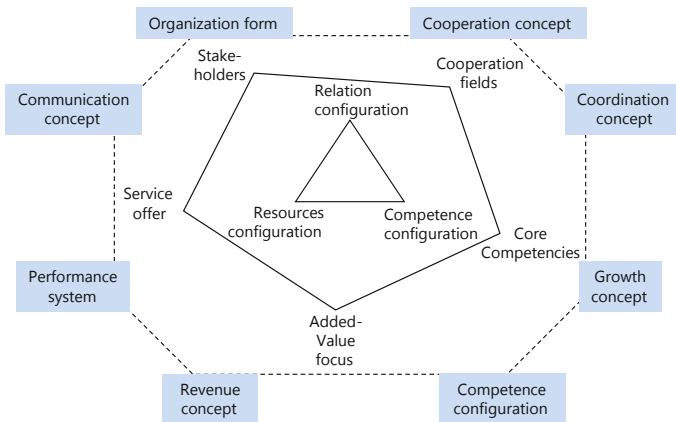 Organization form
Cooperation concept
Stake-
holders
Cooperation
fields
Relation
configuration
Communication
concept
Coordination
concept
Service
offer
Resources
configuration
Competence
configuration
Core
Competencies
Performance
system
Growth
concept
Added-
Value
focus
Revenue
concept
Competence
configuration